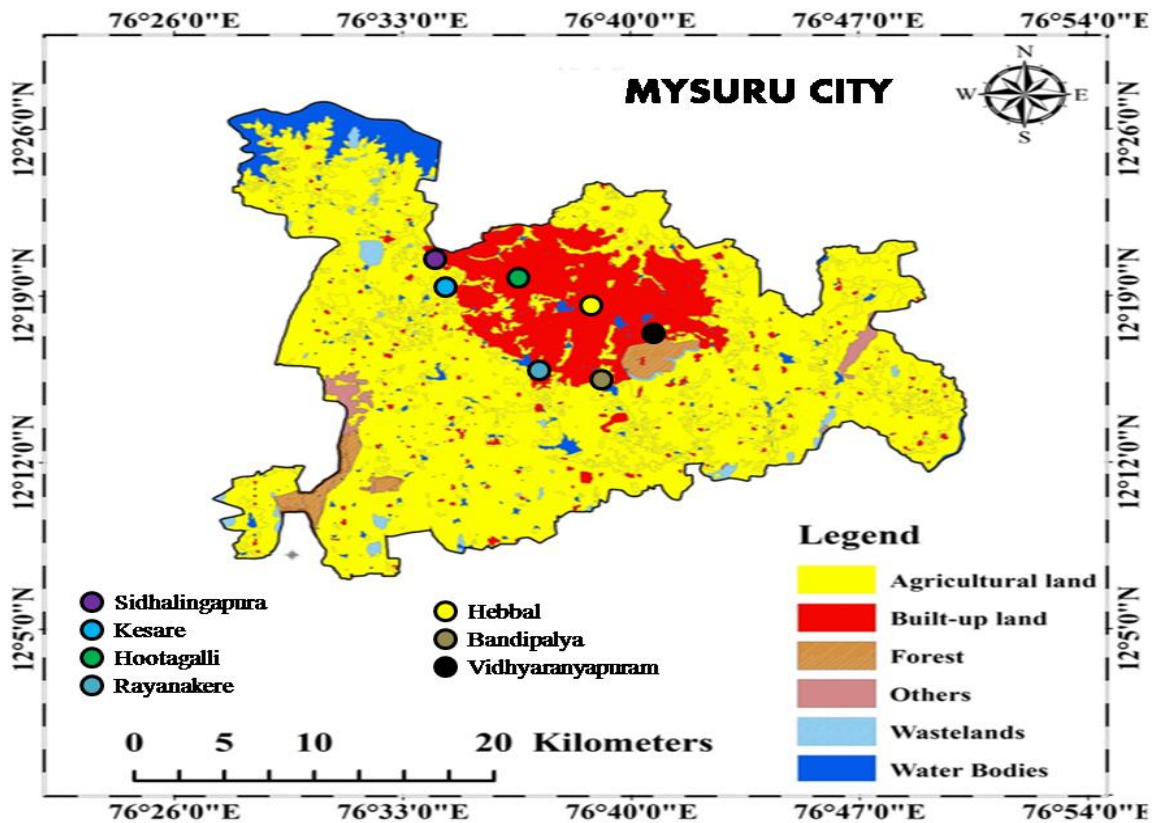 76°26'0"E 76°33'0"E 76°40'0"E 76°47'0"E 76°54'0"E
MYSURU CITY
N
W E
S
12°26'0"N 12°26'0"N
12°19'0"N 12°19'0"N
12°12'0"N 12°12'0"N
12°5'0"N 12°5'0"N
Legend
Agricultural land
Built-up land
Forest
Others
Wastelands
Water Bodies
Sidhalingapura
Kesare
Hootagalli
Rayanakere
Hebbal
Bandipalya
Vidhyaranyapuram
0 5 10 20 Kilometers
76°26'0"E 76°33'0"E 76°40'0"E 76°47'0"E 76°54'0"E